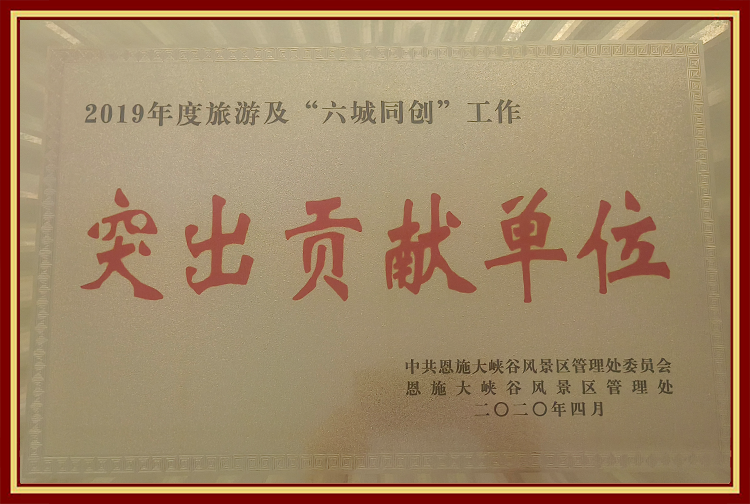 2019年度旅游及“六城同创”工作
突出贡献单位
中共恩施大峡谷风景区管理处委员会
恩施大峡谷风景区管理处
二〇二〇年四月